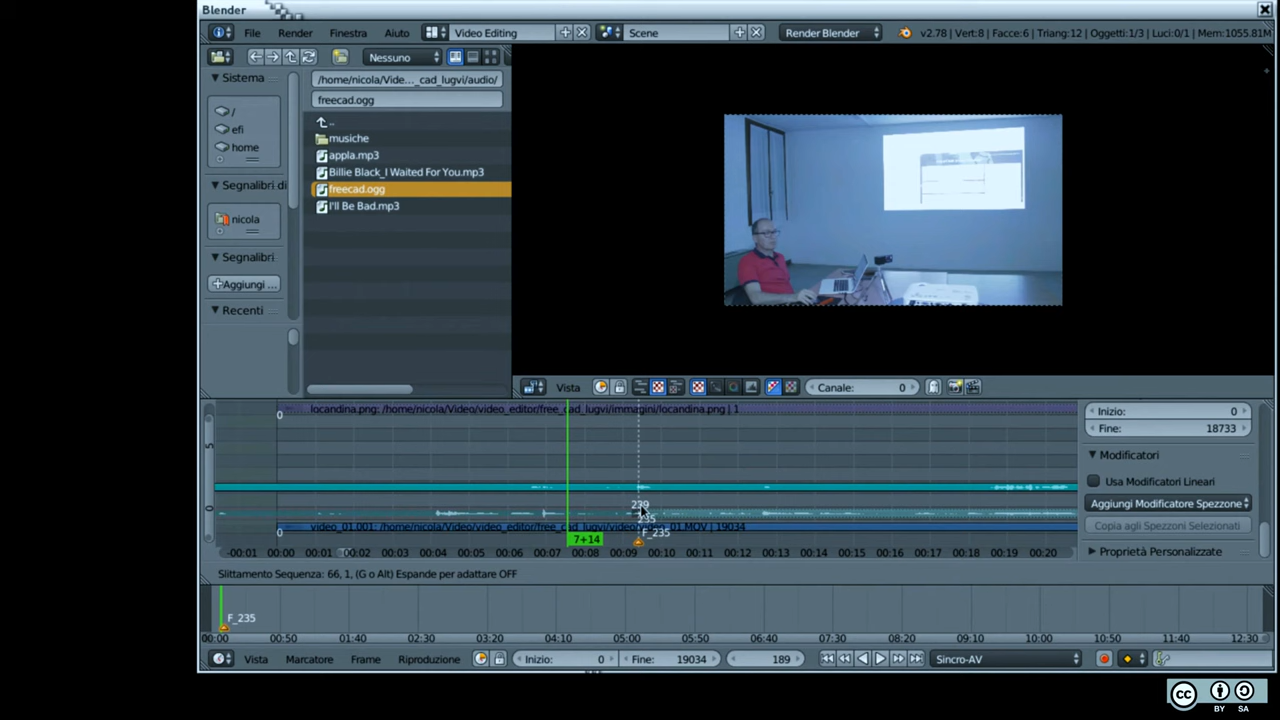 Blender
File Render Finestra Aiuto Video Editing Scene Render Blender v2.78 | Vert:8 | Facce:6 | Triang:12 | Oggetti:1/3 | Luci:0/1 | Mem:1055.81M
Nessuno
Sistema
/home/nicola/Vide..._cad_lugvi/audio/
freecad.ogg
/
efi
home
..
musiche
appla.mp3
Billie Black_I Waited For You.mp3
freecad.ogg
I'll Be Bad.mp3
Segnalibri di
nicola
Segnalibri
Aggiungi ...
Recenti
Vista Canale: 0
locandina.png: /home/nicola/Video/video_editor/free_cad_lugvi/immagini/locandina.png | 1
0
5
0
239
0
video_01.001: /home/nicola/Video/video_editor/free_cad_lugvi/video/video_01.MOV | 19034
F_235
7+14
-00:01 00:00 00:01 00:02 00:03 00:04 00:05 00:06 00:07 00:08 00:09 00:10 00:11 00:12 00:13 00:14 00:15 00:16 00:17 00:18 00:19 00:20
Inizio: 0
Fine: 18733
Modificatori
Usa Modificatori Lineari
Aggiungi Modificatore Spezzone
Copia agli Spezzoni Selezionati
Proprietà Personalizzate
Slittamento Sequenza: 66, 1, (G o Alt) Espande per adattare OFF
F_235
00:00 00:50 01:40 02:30 03:20 04:10 05:00 05:50 06:40 07:30 08:20 09:10 10:00 10:50 11:40 12:30
Vista Marcatore Frame Riproduzione Inizio: 0 Fine: 19034 189 Sincro-AV
cc BY SA